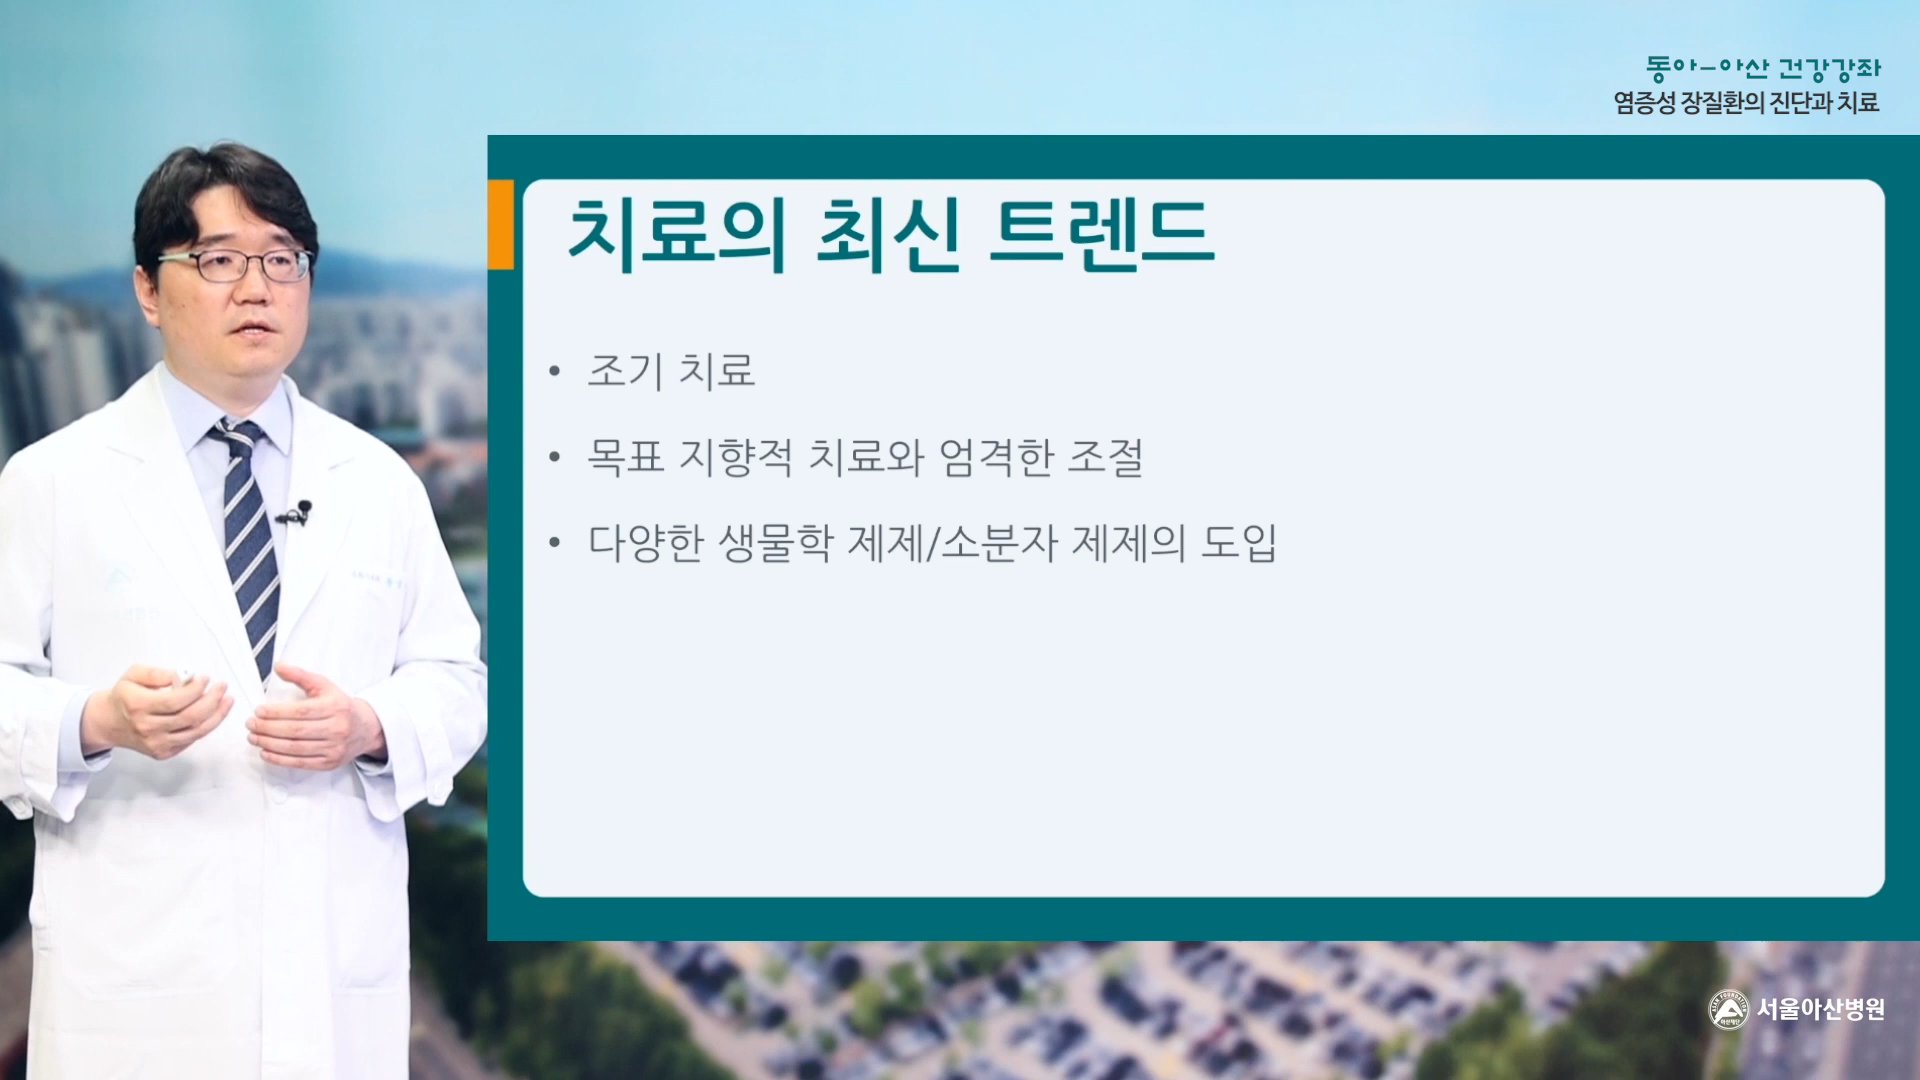 동아-아산 건강강좌
염증성 장질환의 진단과 치료
치료의 최신 트렌드
• 조기 치료
• 목표 지향적 치료와 엄격한 조절
• 다양한 생물학 제제/소분자 제제의 도입
서울아산병원